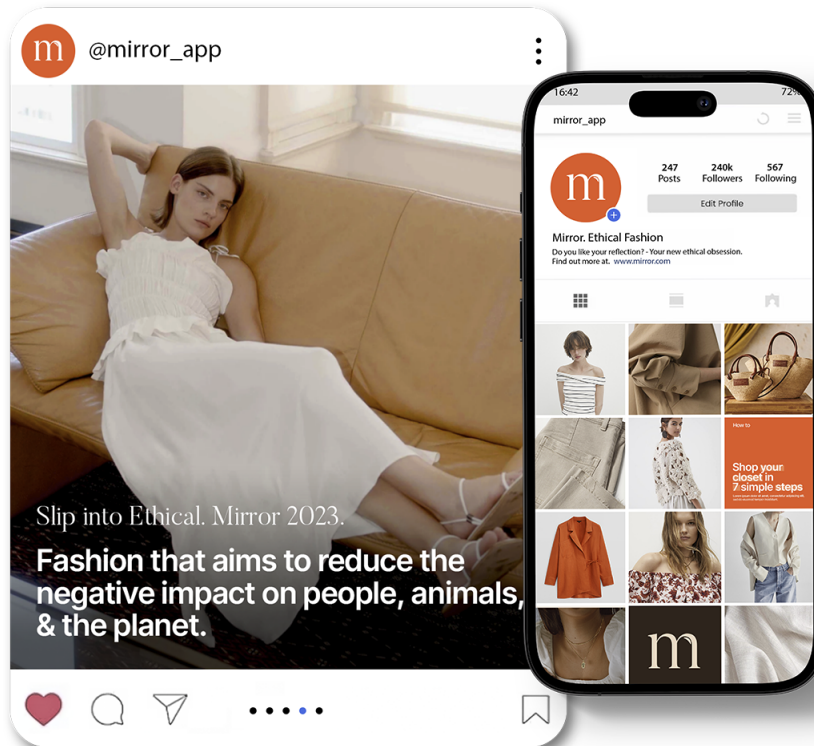 m
@mirror_app
Slip into Ethical. Mirror 2023.
Fashion that aims to reduce the
negative impact on people, animals,
& the planet.
16:42
72%
mirror_app
m
247
Posts
240k
Followers
567
Following
Edit Profile
Mirror. Ethical Fashion
Do you like your reflection? - Your new ethical obsession.
Find out more at. www.mirror.com
How to
Shop your
closet in
7 simple steps
m